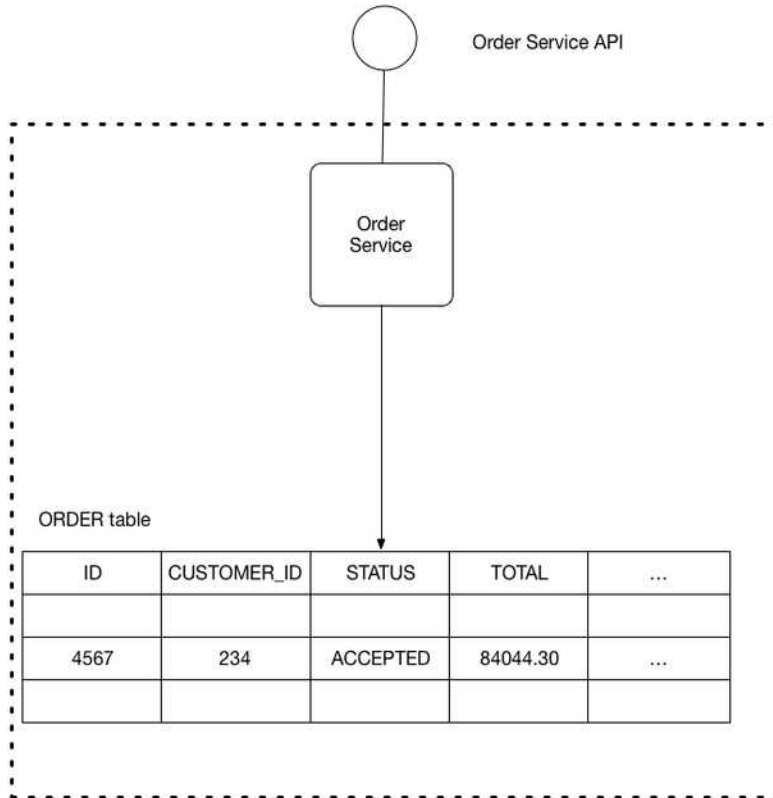 Order Service API
Order
Service
ORDER table
ID CUSTOMER_ID STATUS TOTAL ...
4567 234 ACCEPTED 84044.30 ...